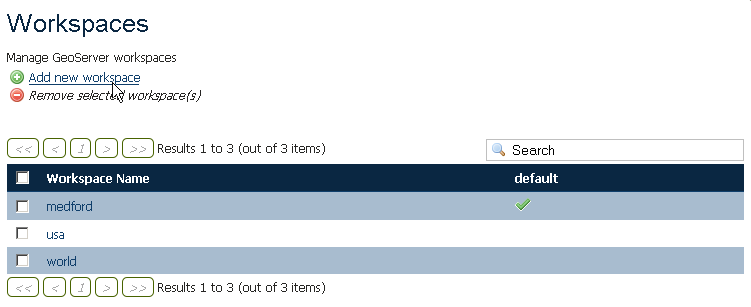 Workspaces
Manage GeoServer workspaces
Add new workspace
Remove selected workspace(s)
<< < 1 > >> Results 1 to 3 (out of 3 items) Search
Workspace Name default
medford
usa
world
<< < 1 > >> Results 1 to 3 (out of 3 items)